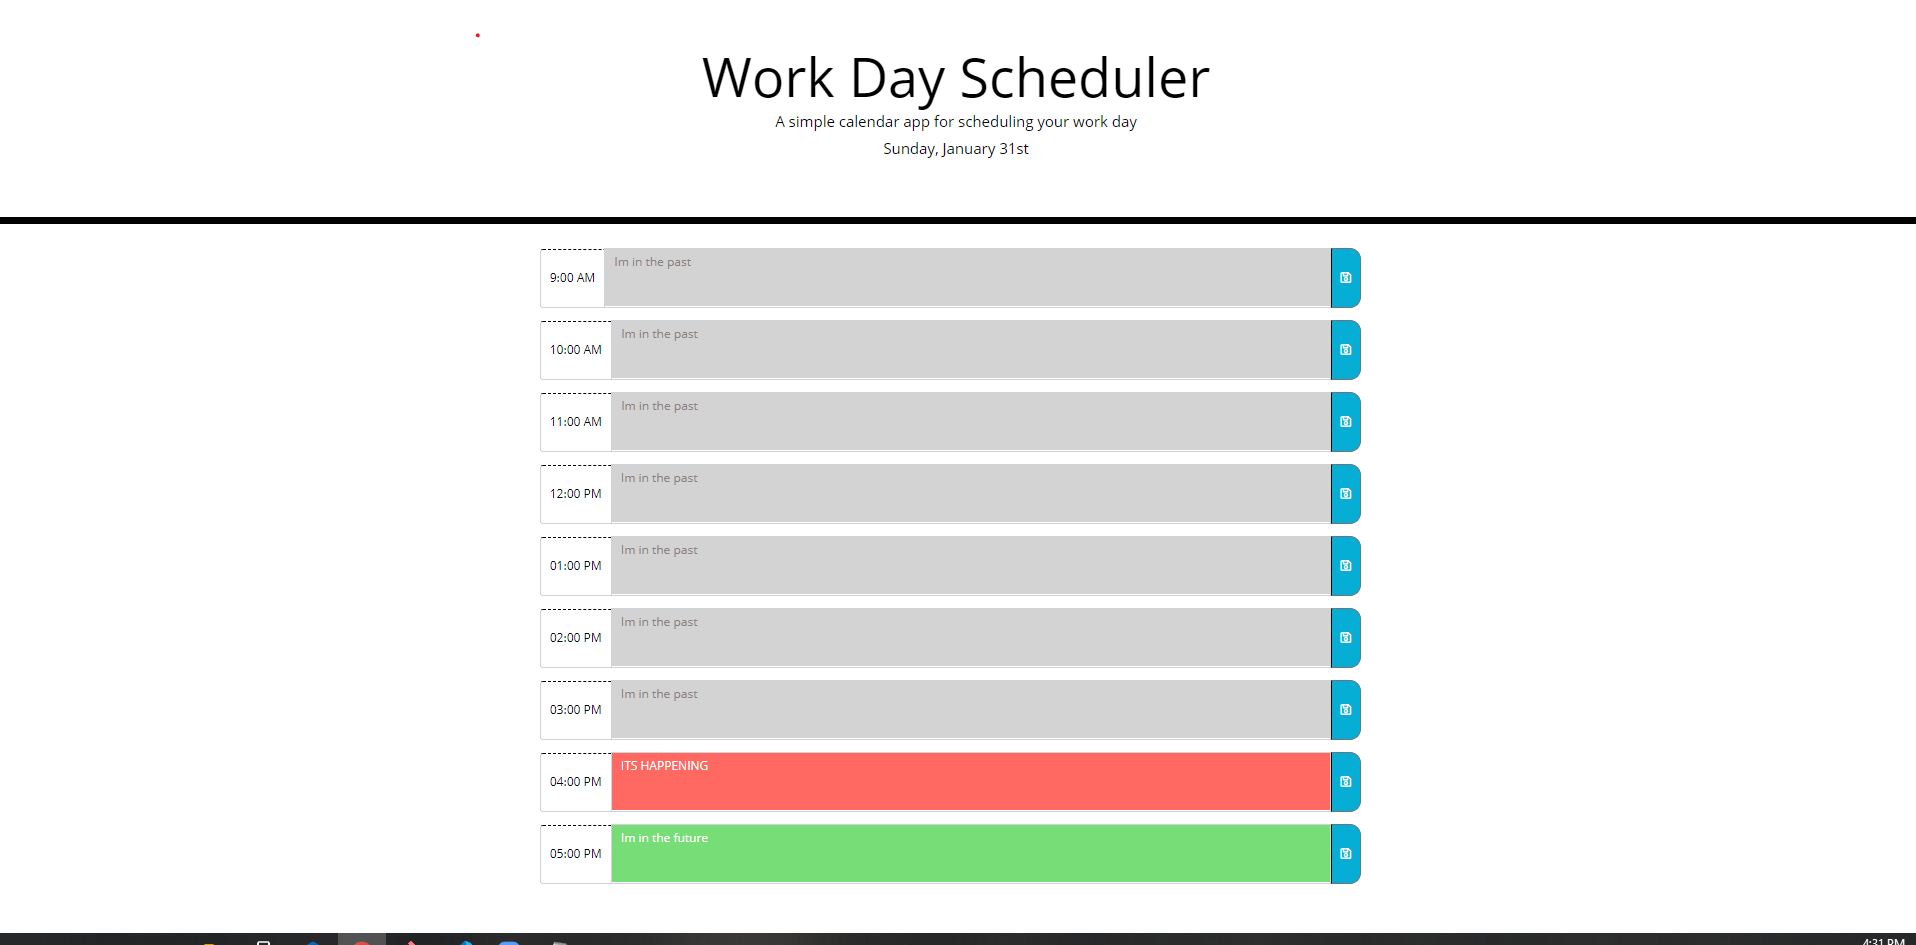 Work Day Scheduler
A simple calendar app for scheduling your work day
Sunday, January 31st
9:00 AM Im in the past
10:00 AM Im in the past
11:00 AM Im in the past
12:00 PM Im in the past
01:00 PM Im in the past
02:00 PM Im in the past
03:00 PM Im in the past
04:00 PM ITS HAPPENING
05:00 PM Im in the future
4:31 PM